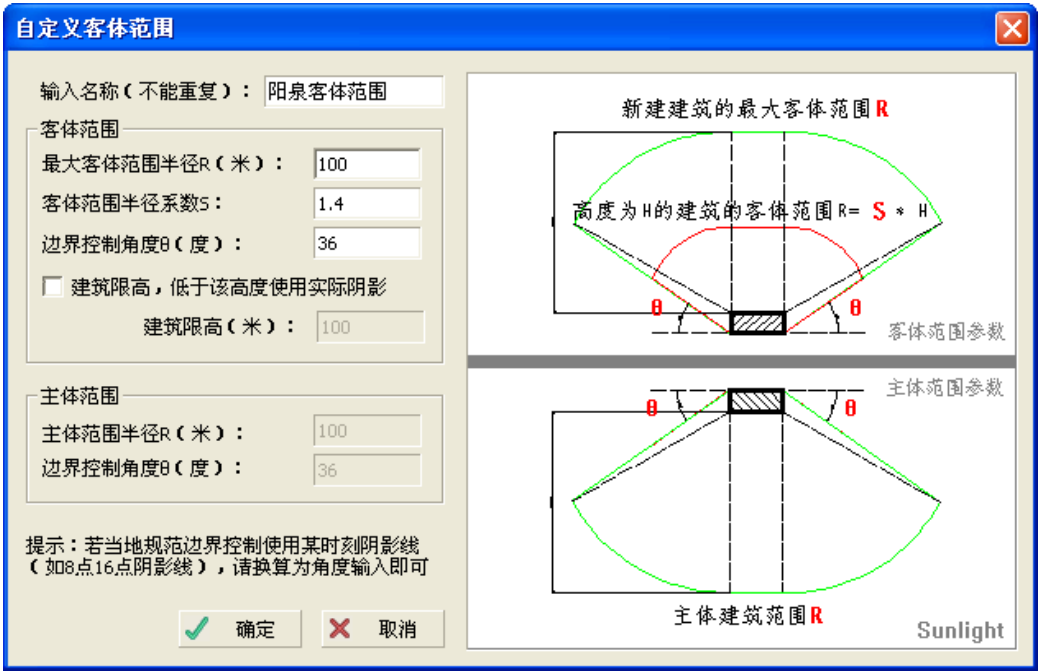 自定义客体范围
输入名称(不能重复): 阳泉客体范围
客体范围
最大客体范围半径R(米): 100
客体范围半径系数S: 1.4
边界控制角度θ(度): 36
建筑限高,低于该高度使用实际阴影
建筑限高(米): 100
主体范围
主体范围半径R(米): 100
边界控制角度θ(度): 36
提示:若当地规范边界控制使用某时刻阴影线
(如8点16点阴影线),请换算为角度输入即可
确定 取消
新建建筑的最大客体范围R
高度为H的建筑的客体范围R= S * H
θ θ
客体范围参数
主体范围参数
θ θ
主体建筑范围R
Sunlight